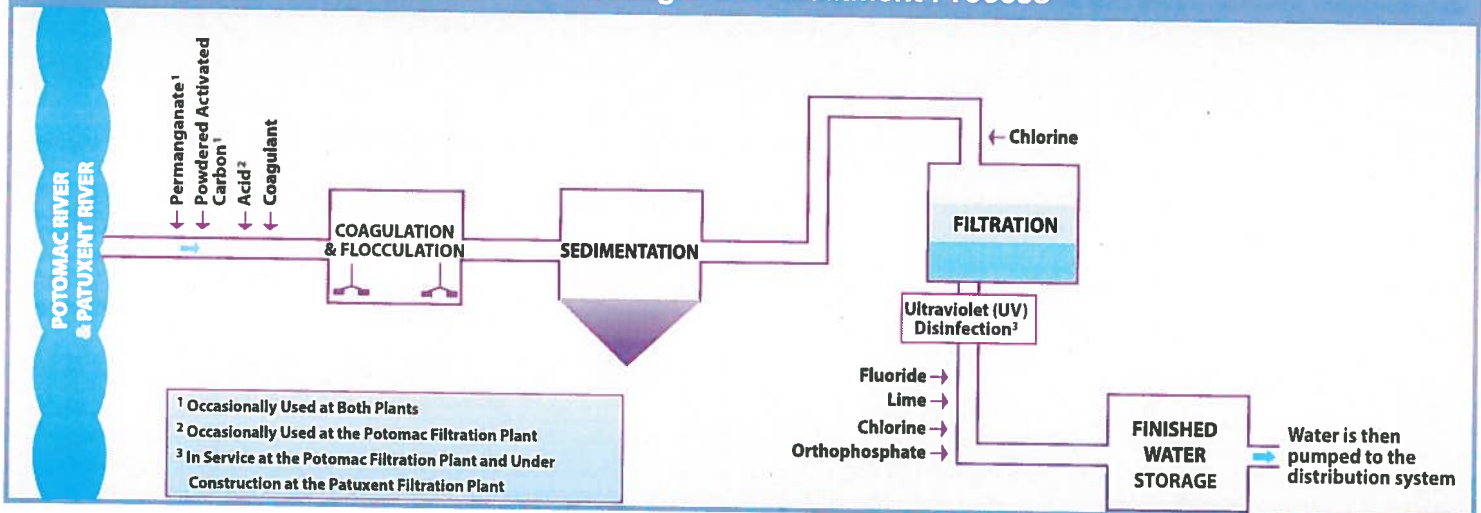 POTOMAC RIVER
& PATUXENT RIVER
Permanganate¹
Powdered Activated
Carbon¹
Acid²
Coagulant
COAGULATION
& FLOCCULATION
SEDIMENTATION
Chlorine
FILTRATION
Ultraviolet (UV)
Disinfection³
Fluoride
Lime
Chlorine
Orthophosphate
FINISHED
WATER
STORAGE
Water is then
pumped to the
distribution system
¹ Occasionally Used at Both Plants
² Occasionally Used at the Potomac Filtration Plant
³ In Service at the Potomac Filtration Plant and Under
Construction at the Patuxent Filtration Plant